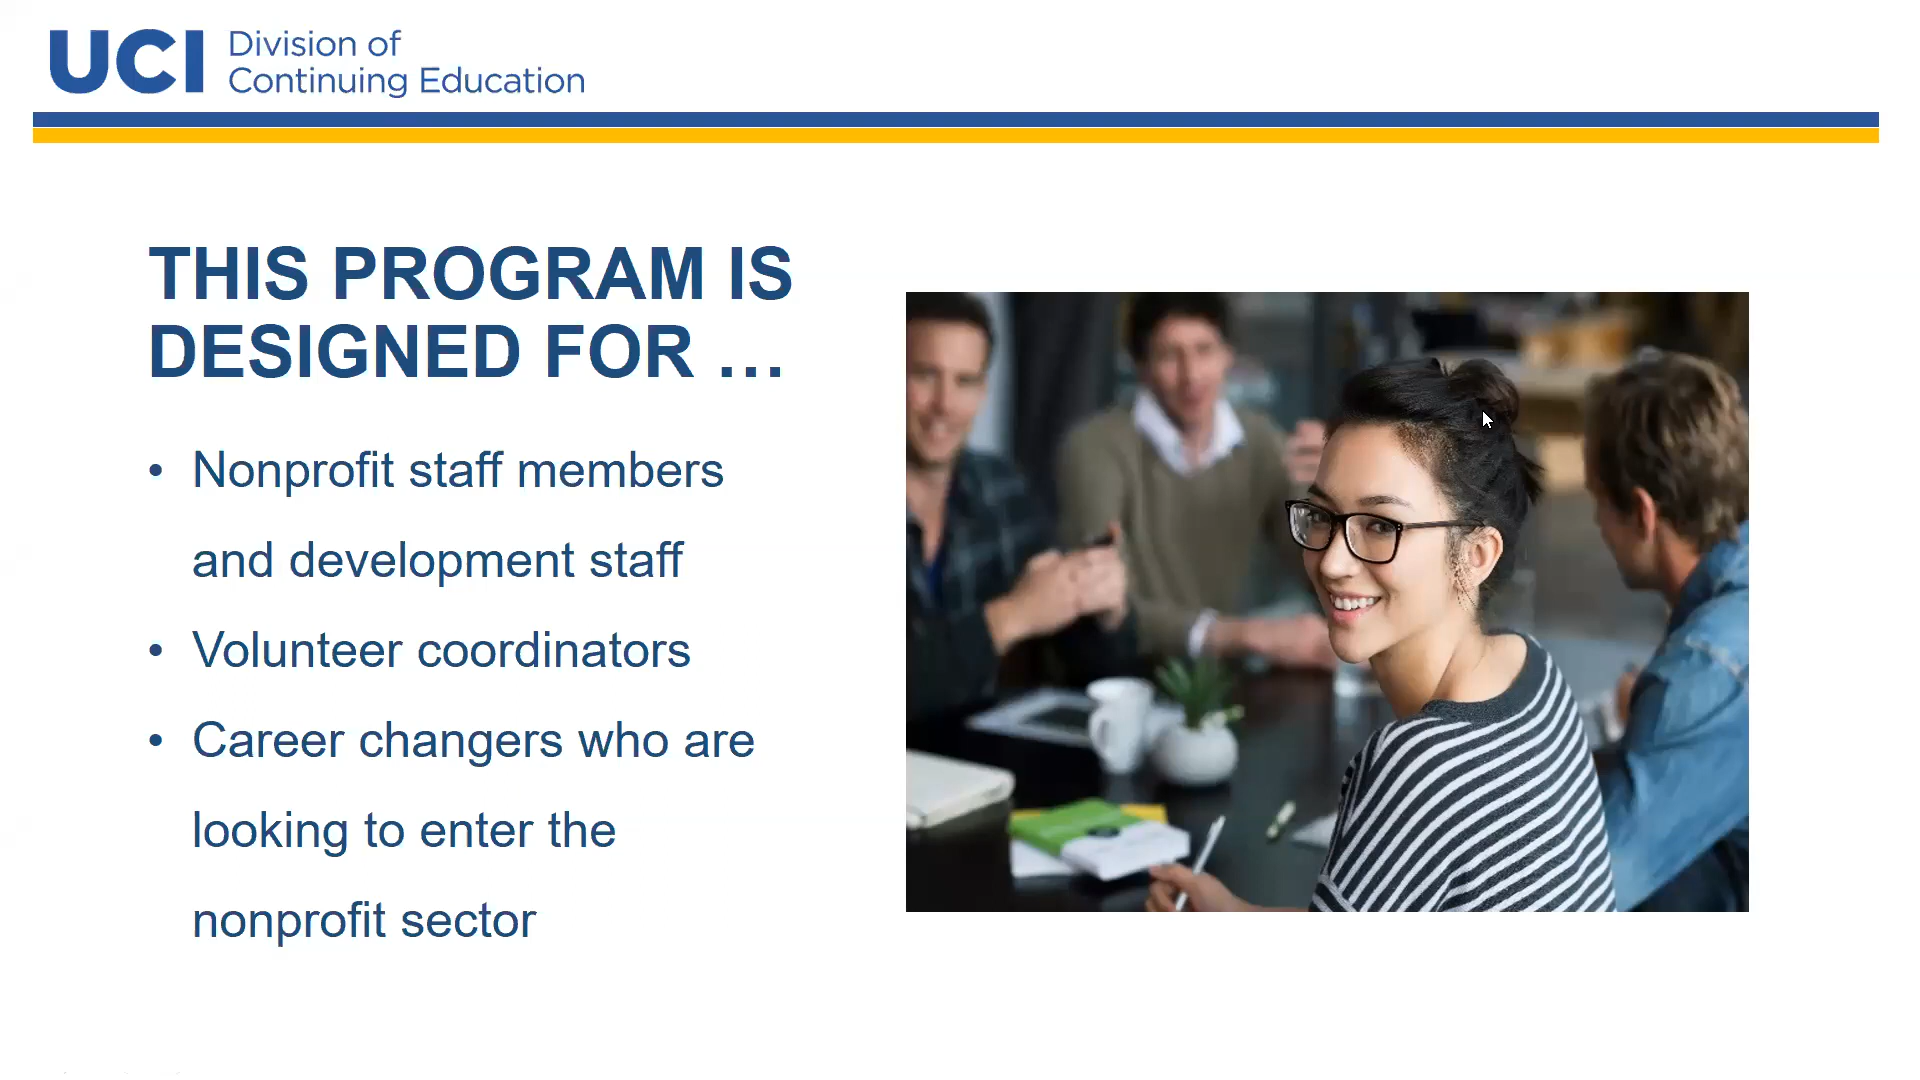 UCI Division of
Continuing Education
THIS PROGRAM IS
DESIGNED FOR …
• Nonprofit staff members
and development staff
• Volunteer coordinators
• Career changers who are
looking to enter the
nonprofit sector